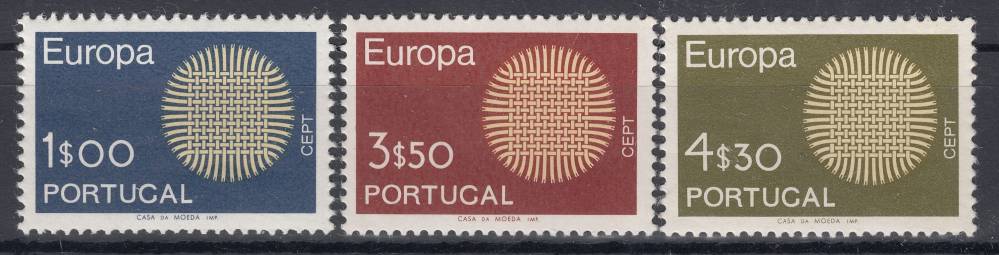 Europa
CEPT
1$00
PORTUGAL
CASA DA MOEDA IMP.
Europa
CEPT
3$50
PORTUGAL
CASA DA MOEDA IMP.
Europa
CEPT
4$30
PORTUGAL
CASA DA MOEDA IMP.